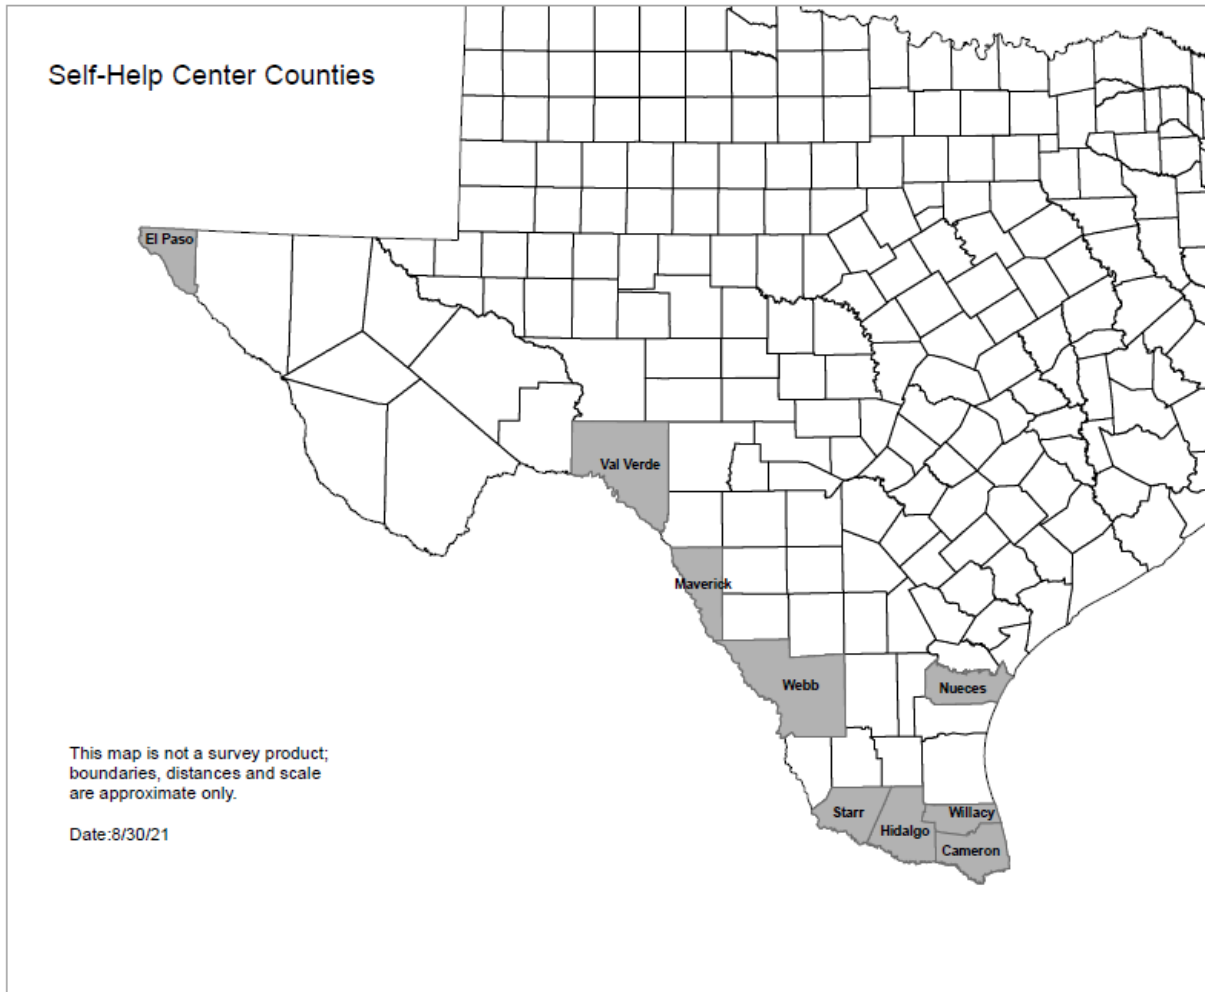 Self-Help Center Counties
El Paso
Val Verde
Maverick
Webb
Nueces
This map is not a survey product;
boundaries, distances and scale
are approximate only.
Date:8/30/21
Starr
Willacy
Hidalgo
Cameron